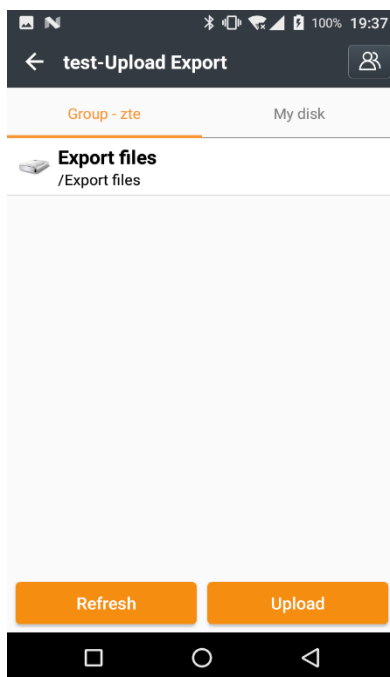 100% 19:37
test-Upload Export
Group - zte
My disk
Export files
/Export files
Refresh
Upload